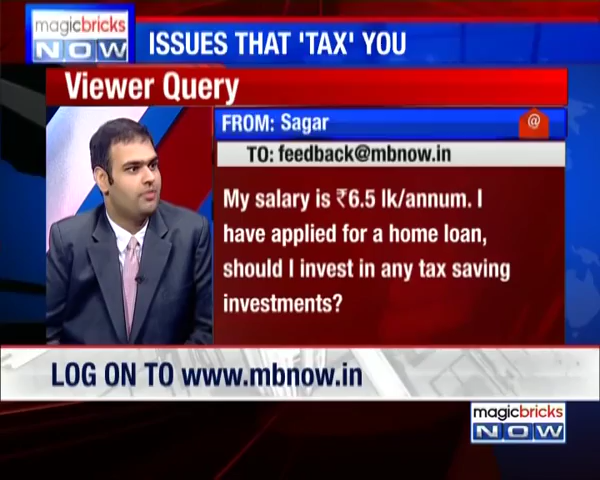 magicbricks
NOW
ISSUES THAT 'TAX' YOU
Viewer Query
FROM: Sagar
@
TO: feedback@mbnow.in
My salary is ₹6.5 lk/annum. I
have applied for a home loan,
should I invest in any tax saving
investments?
LOG ON TO www.mbnow.in
magicbricks
NOW